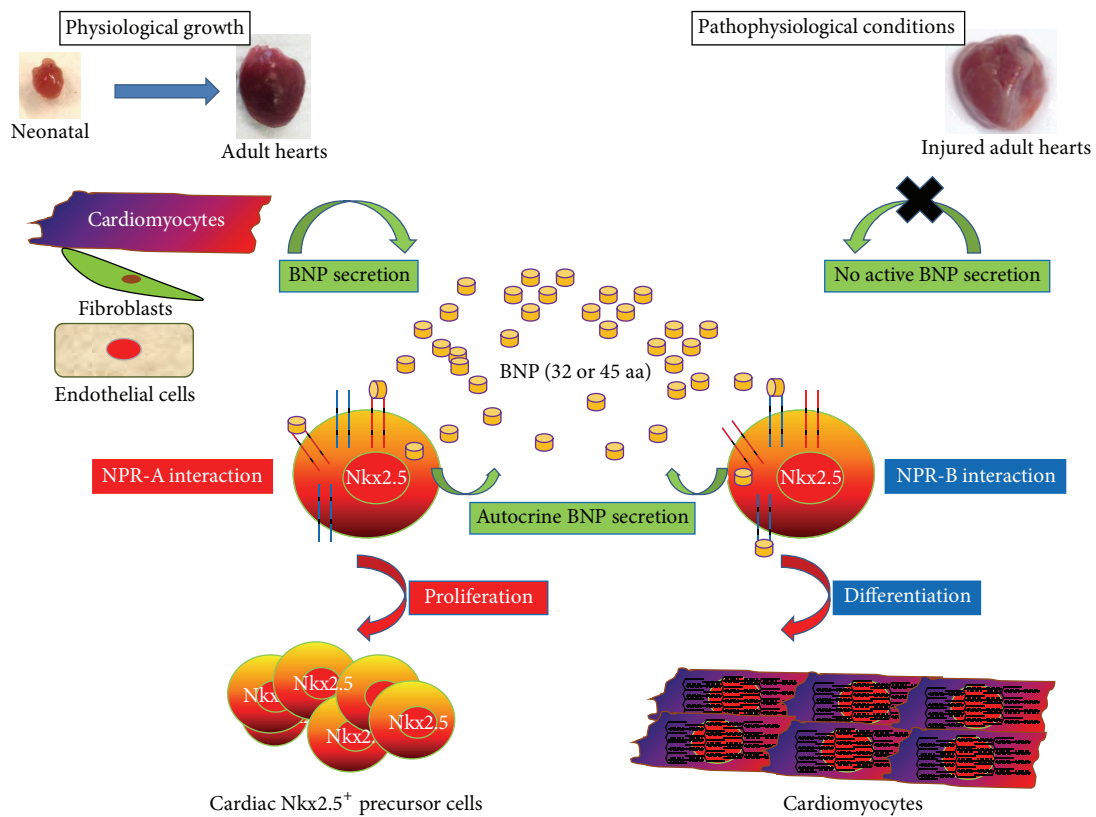 Physiological growth
Pathophysiological conditions
Neonatal
Adult hearts
Injured adult hearts
Cardiomyocytes
BNP secretion
No active BNP secretion
Fibroblasts
Endothelial cells
BNP (32 or 45 aa)
NPR-A interaction
Nkx2.5
Nkx2.5
NPR-B interaction
Autocrine BNP secretion
Proliferation
Differentiation
Nkx2.5
Nkx2.5
Cardiac Nkx2.5⁺ precursor cells
Cardiomyocytes